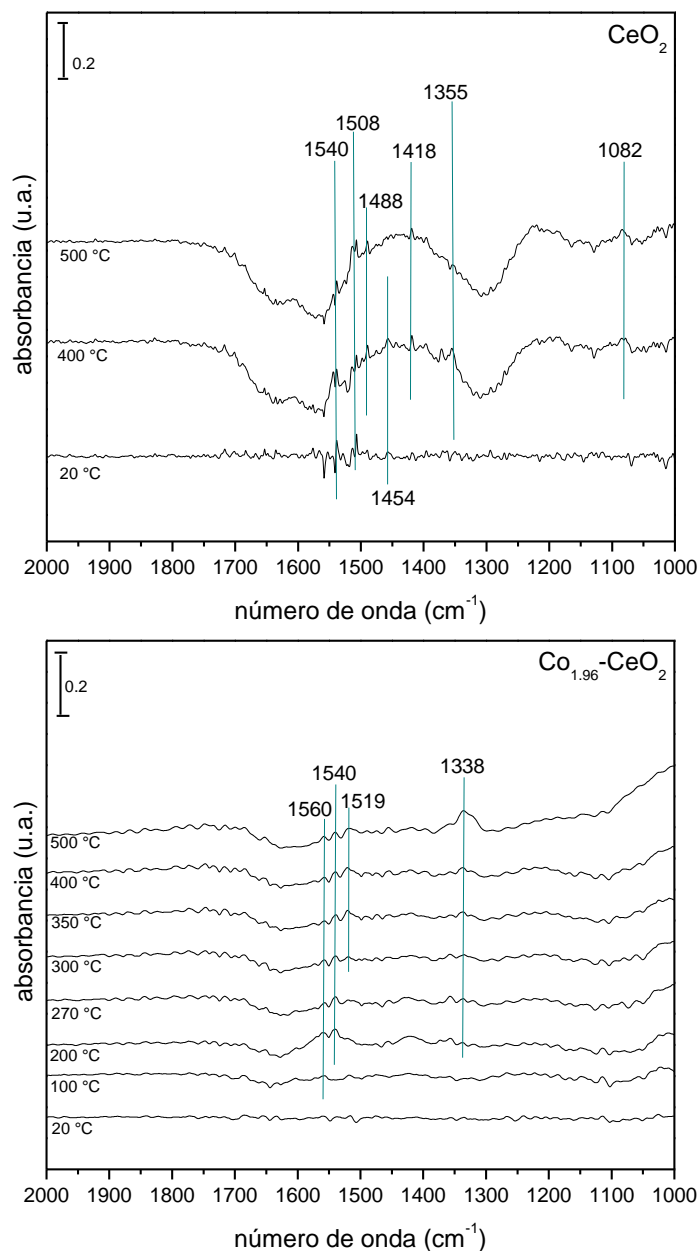 CeO2
0.2
1355
1508
1540
1418
1082
1488
500 °C
400 °C
20 °C
1454
absorbancia (u.a.)
2000 1900 1800 1700 1600 1500 1400 1300 1200 1100 1000
número de onda (cm-1)
Co1.96-CeO2
0.2
1540
1338
1560
1519
500 °C
400 °C
350 °C
300 °C
270 °C
200 °C
100 °C
20 °C
absorbancia (u.a.)
2000 1900 1800 1700 1600 1500 1400 1300 1200 1100 1000
número de onda (cm-1)